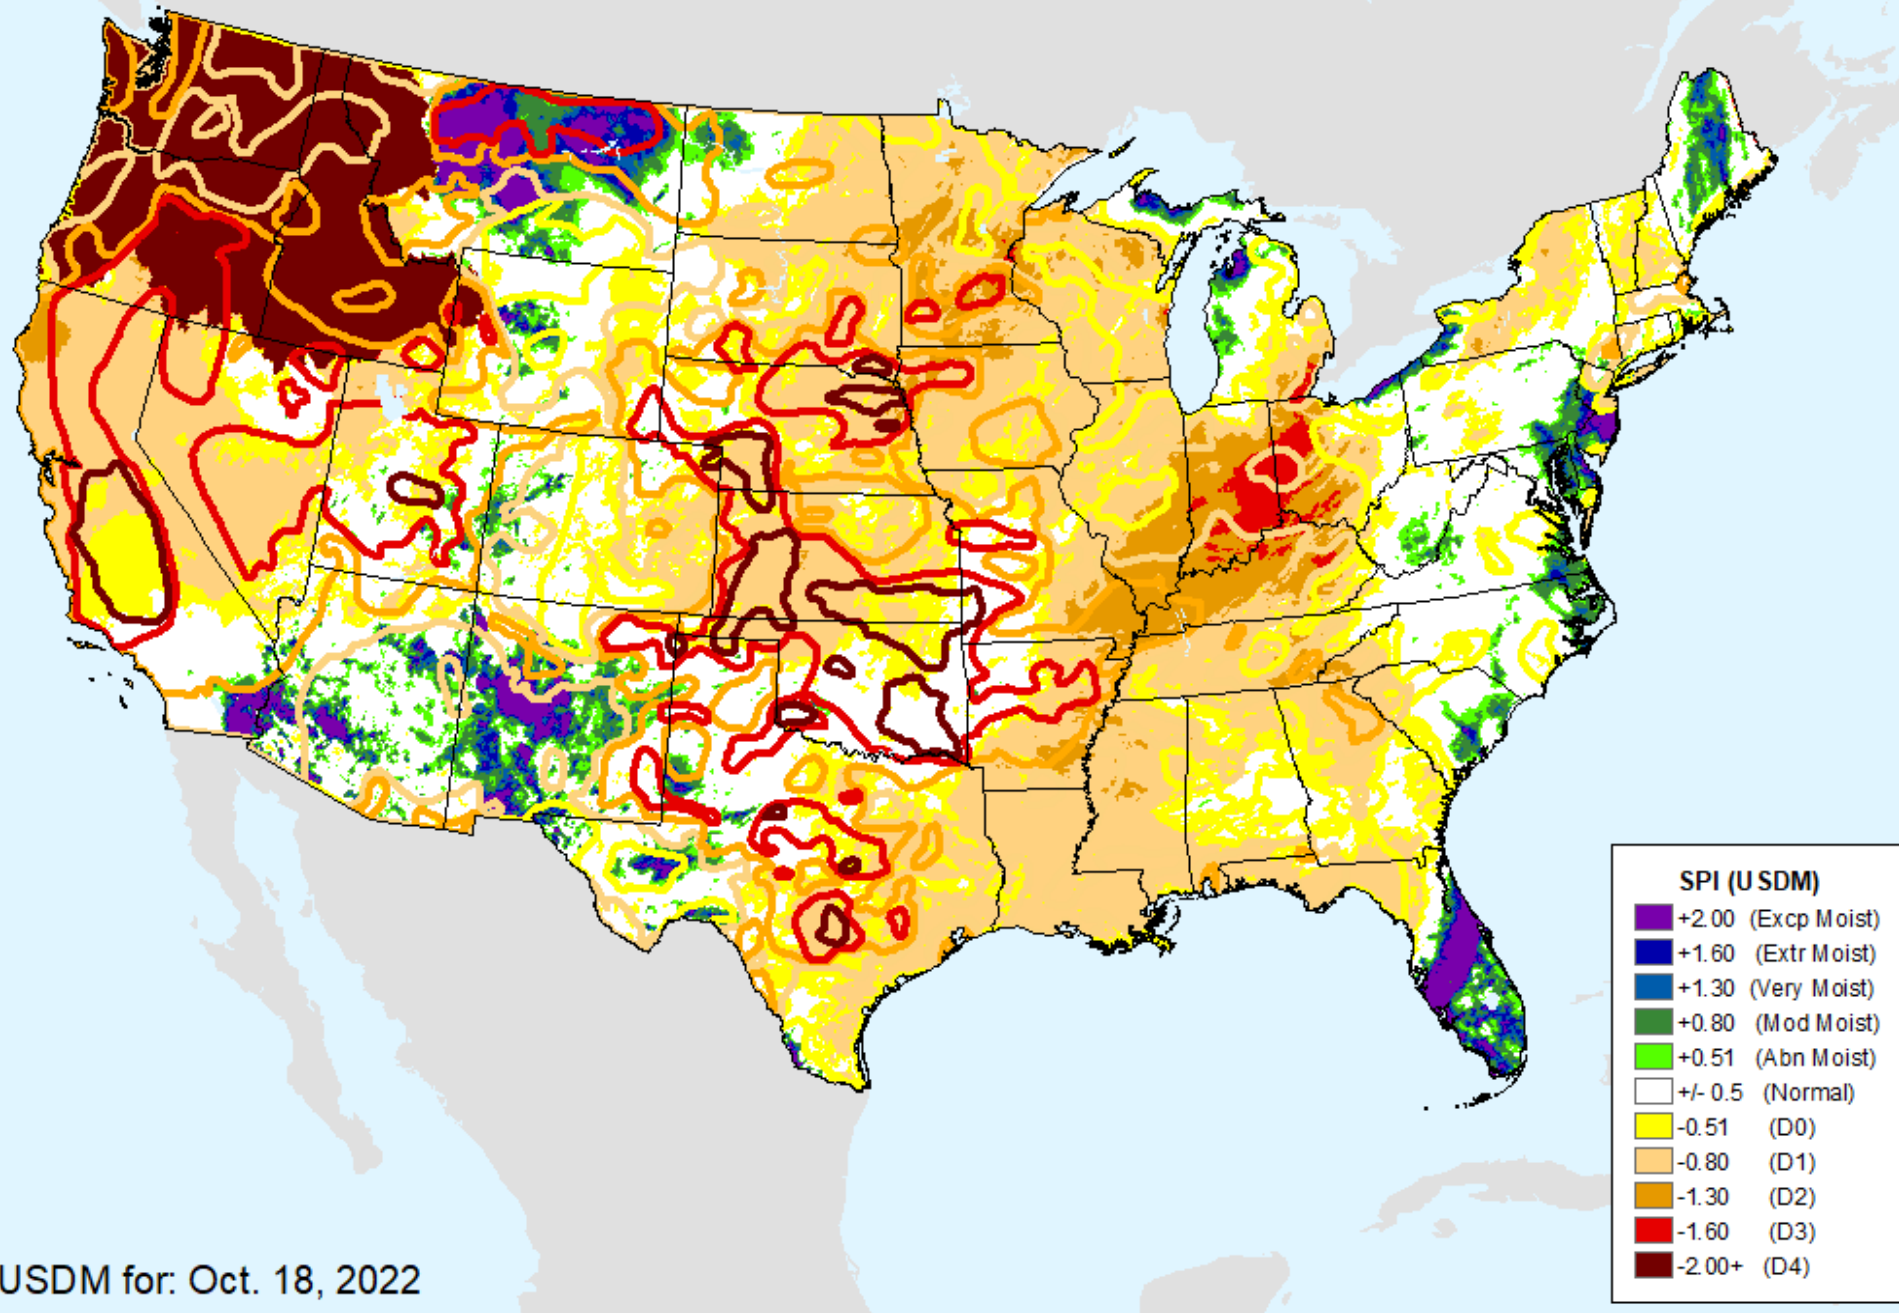 SPI (USDM)
+2.00 (Excp Moist)
+1.60 (Extr Moist)
+1.30 (Very Moist)
+0.80 (Mod Moist)
+0.51 (Abn Moist)
+/- 0.5 (Normal)
-0.51 (D0)
-0.80 (D1)
-1.30 (D2)
-1.60 (D3)
-2.00+ (D4)
USDM for: Oct. 18, 2022